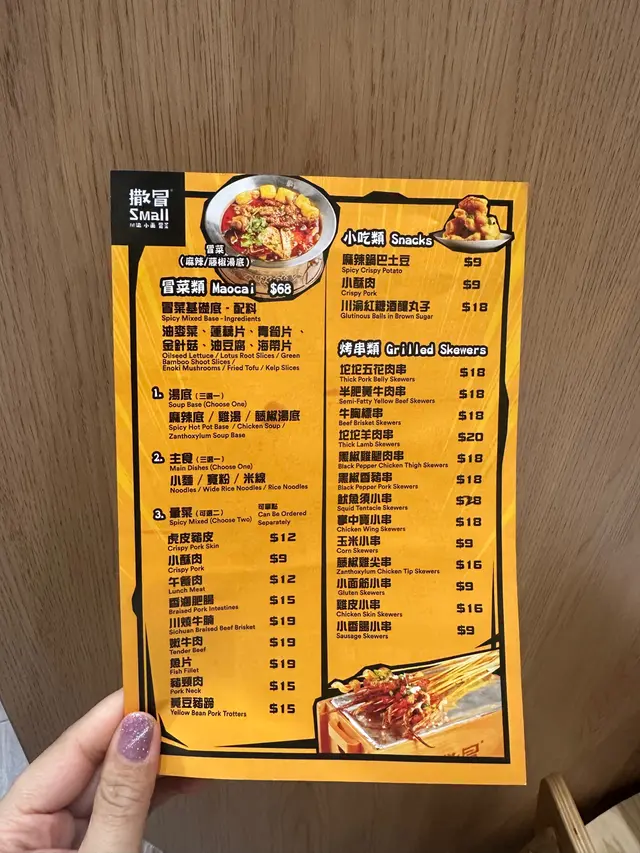 撒冒
Small
川渝 小面 冒菜
冒菜
(麻辣/藤椒湯底)
冒菜類 Maocai $68
冒菜基礎底 - 配料
Spicy Mixed Base - Ingredients
油麥菜、蓮藕片、青筍片、
金針菇、油豆腐、海帶片
Oilseed Lettuce / Lotus Root Slices / Green
Bamboo Shoot Slices /
Enoki Mushrooms / Fried Tofu / Kelp Slices
1. 湯底 (三選一)
Soup Base (Choose One)
麻辣底 / 雞湯 / 藤椒湯底
Spicy Hot Pot Base / Chicken Soup /
Zanthoxylum Soup Base
2. 主食 (三選一)
Main Dishes (Choose One)
小麵 / 寬粉 / 米線
Noodles / Wide Rice Noodles / Rice Noodles
3. 葷菜 (可選二) 可單點
Spicy Mixed (Choose Two) Can Be Ordered
Separately
虎皮豬皮 $12
Crispy Pork Skin
小酥肉 $9
Crispy Pork
午餐肉 $12
Lunch Meat
香滷肥腸 $15
Braised Pork Intestines
川燒牛腩 $19
Sichuan Braised Beef Brisket
嫩牛肉 $19
Tender Beef
魚片 $19
Fish Fillet
豬頸肉 $15
Pork Neck
黃豆豬蹄 $15
Yellow Bean Pork Trotters
小吃類 Snacks
麻辣鍋巴土豆 $9
Spicy Crispy Potato
小酥肉 $9
Crispy Pork
川渝紅糖酒釀丸子 $18
Glutinous Balls in Brown Sugar
烤串類 Grilled Skewers
坨坨五花肉串 $18
Thick Pork Belly Skewers
半肥黃牛肉串 $18
Semi-Fatty Yellow Beef Skewers
牛胸繃串 $18
Beef Brisket Skewers
坨坨羊肉串 $20
Thick Lamb Skewers
黑椒雞腿肉串 $18
Black Pepper Chicken Thigh Skewers
黑椒香豬串 $18
Black Pepper Pork Skewers
魷魚須小串
Squid Tentacle Skewers
掌中寶小串 $18
Chicken Wing Skewers
玉米小串 $9
Corn Skewers
藤椒雞尖串 $16
Zanthoxylum Chicken Tip Skewers
小面筋小串 $9
Gluten Skewers
雞皮小串 $16
Chicken Skin Skewers
小香腸小串 $9
Sausage Skewers